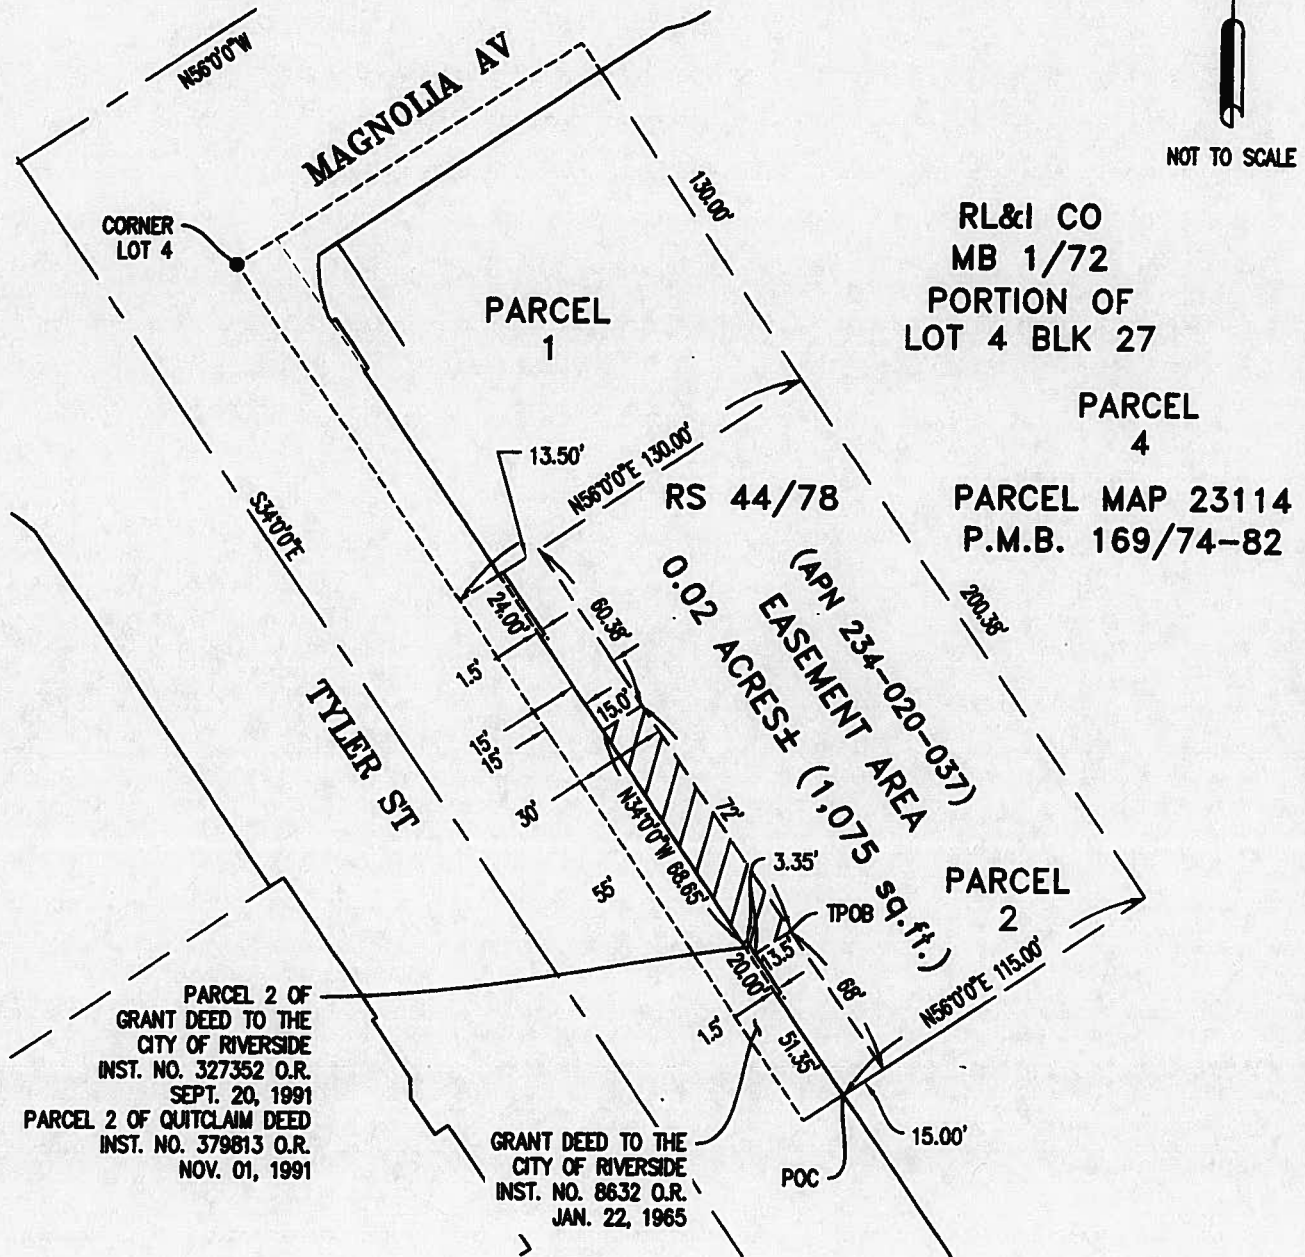 N56°0'0"W
MAGNOLIA AV
NOT TO SCALE
CORNER
LOT 4
130.00'
RL&I CO
MB 1/72
PORTION OF
LOT 4 BLK 27
PARCEL
1
PARCEL
4
PARCEL MAP 23114
P.M.B. 169/74-82
13.50'
N56°0'0"E 130.00'
RS 44/78
S34°0'0"E
(APN 234-020-037)
EASEMENT AREA
0.02 ACRES± (1,075 sq.ft.)
200.38'
24.00'
60.38'
1.5'
15.0'
1.5'
1.5'
30'
TYLER ST
N34°0'0"W 68.65'
72'
55'
3.35'
TPOB
PARCEL
2
13.5'
20.00'
68'
N56°0'0"E 115.00'
1.5'
51.35'
15.00'
POC
PARCEL 2 OF
GRANT DEED TO THE
CITY OF RIVERSIDE
INST. NO. 327352 O.R.
SEPT. 20, 1991
PARCEL 2 OF QUITCLAIM DEED
INST. NO. 379813 O.R.
NOV. 01, 1991
GRANT DEED TO THE
CITY OF RIVERSIDE
INST. NO. 8632 O.R.
JAN. 22, 1965